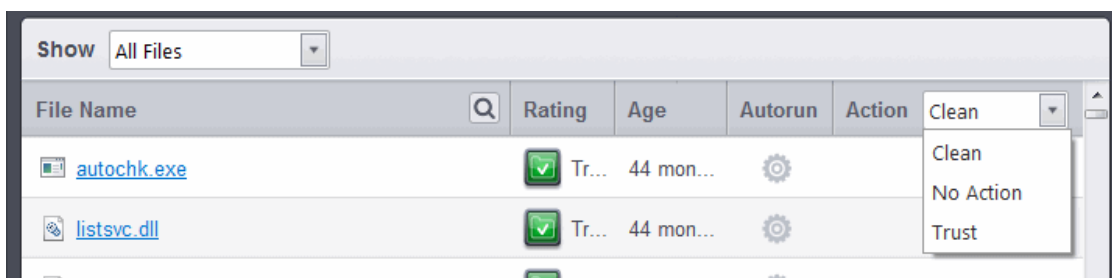 Show All Files
File Name Rating Age Autorun Action Clean
Clean
No Action
Trust
autochk.exe Tr... 44 mon...
listsvc.dll Tr... 44 mon...